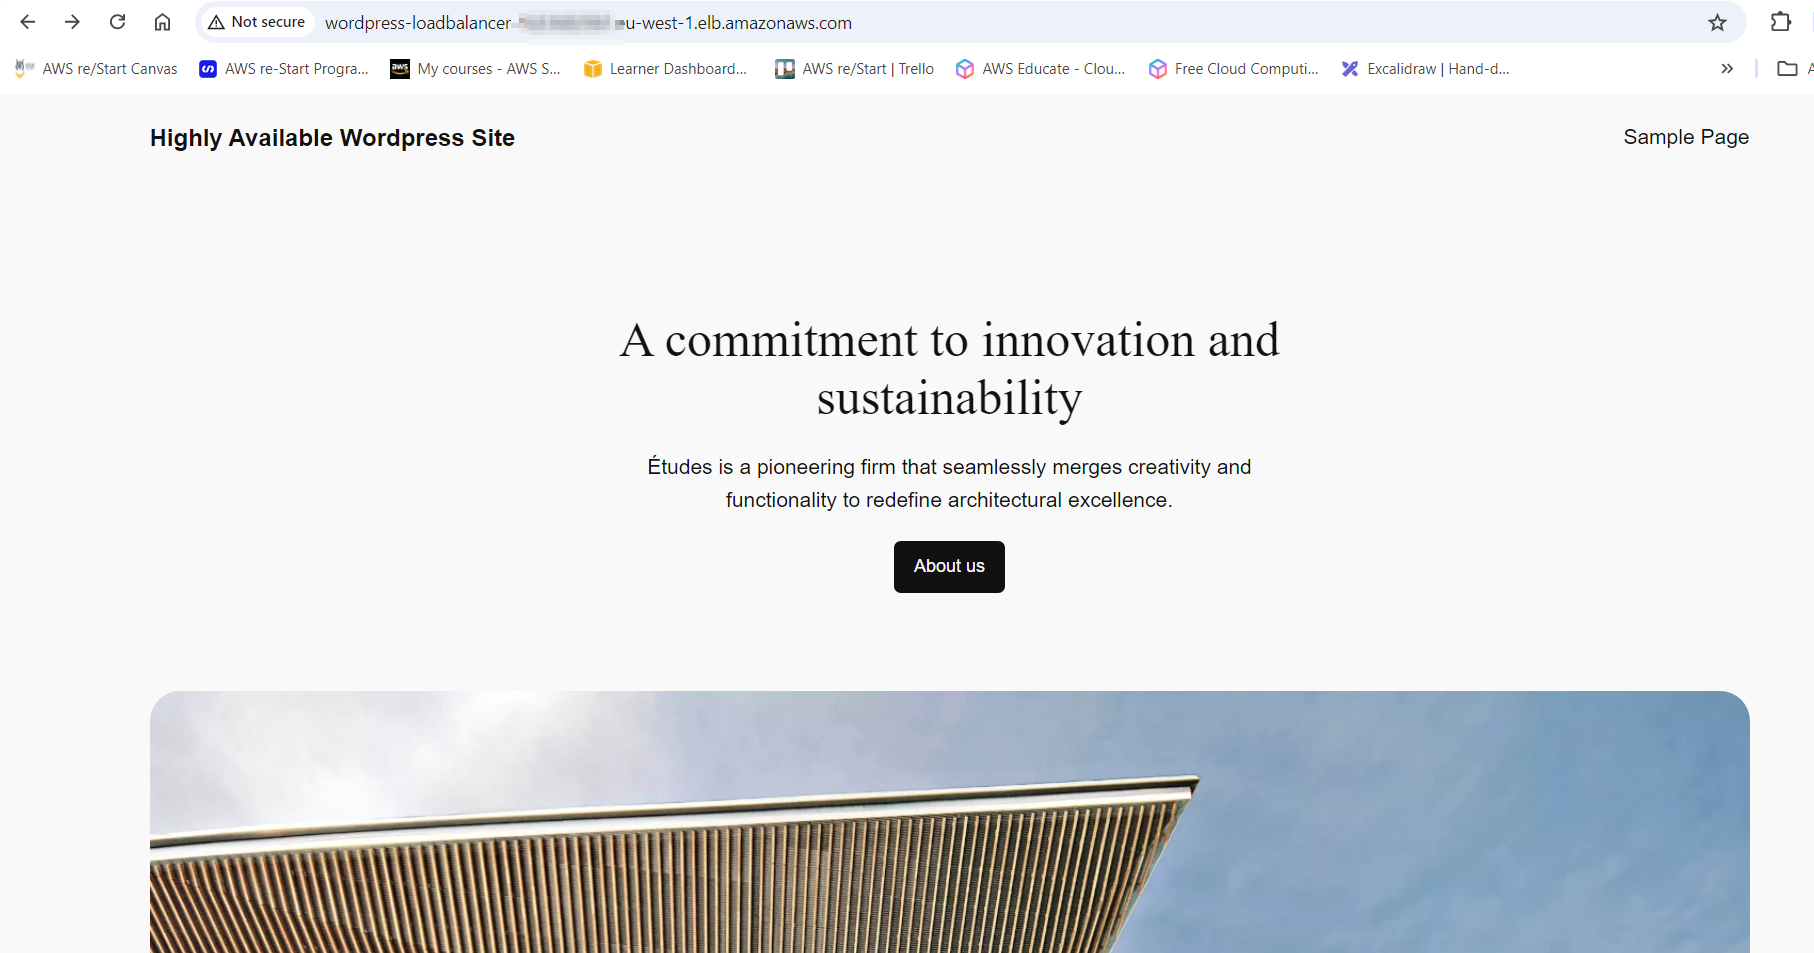 Not secure
wordpress-loadbalancer- eu-west-1.elb.amazonaws.com
AWS re/Start Canvas
AWS re-Start Progra...
aws
My courses - AWS S...
Learner Dashboard...
AWS re/Start | Trello
AWS Educate - Clou...
Free Cloud Computi...
Excalidraw | Hand-d...
Highly Available Wordpress Site
Sample Page
A commitment to innovation and
sustainability
Études is a pioneering firm that seamlessly merges creativity and
functionality to redefine architectural excellence.
About us